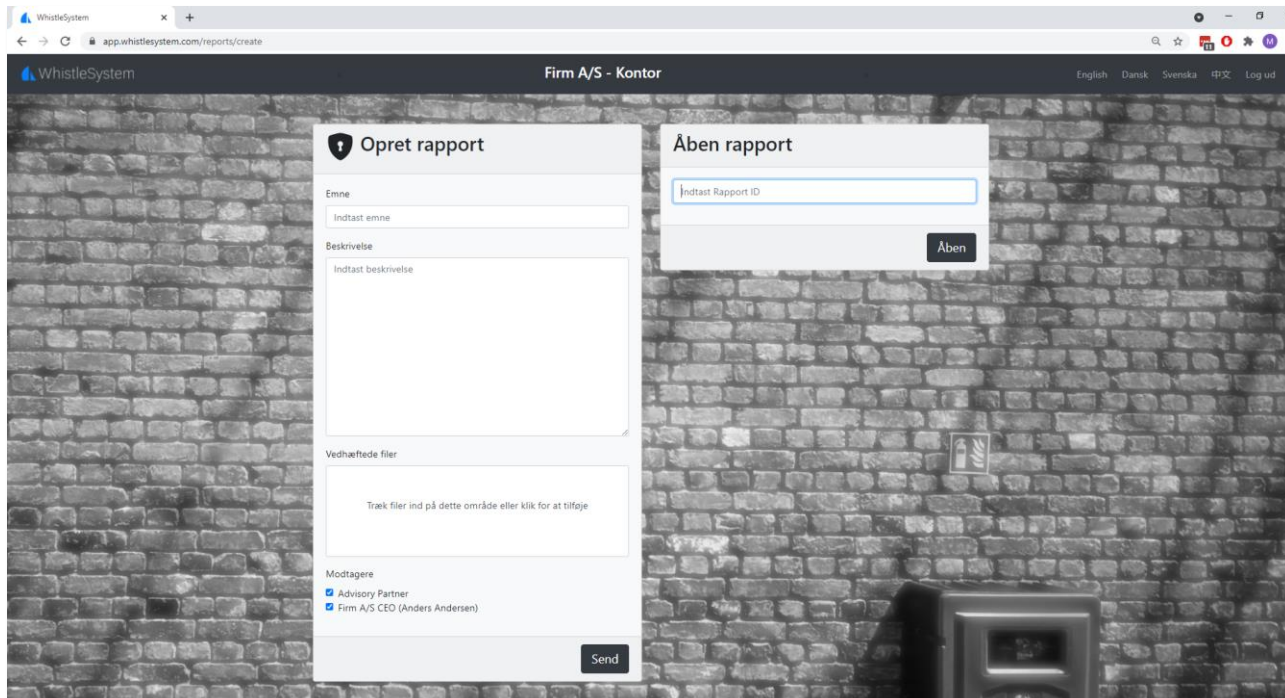 WhistleSystem
app.whistlesystem.com/reports/create
M
WhistleSystem
Firm A/S - Kontor
English Dansk Svenska 中文 Log ud
Opret rapport
Emne
Indtast emne
Beskrivelse
Indtast beskrivelse
Vedhæftede filer
Træk filer ind på dette område eller klik for at tilføje
Modtagere
Advisory Partner
Firm A/S CEO (Anders Andersen)
Send
Åben rapport
Indtast Rapport ID
Åben